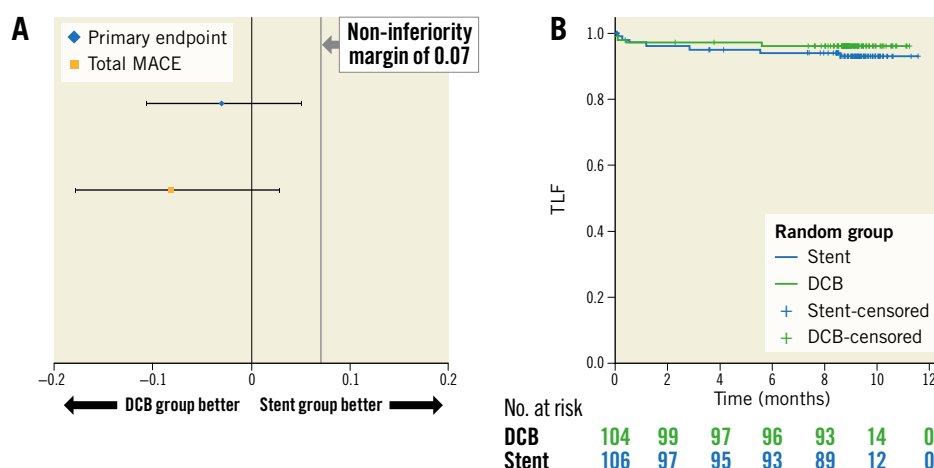 A
Primary endpoint
Total MACE
Non-inferiority
margin of 0.07
−0.2 −0.1 0 0.1 0.2
DCB group better Stent group better
B
TLF
1.0
0.8
0.6
0.4
0.2
0.0
Random group
Stent
DCB
Stent-censored
DCB-censored
0 2 4 6 8 10 12
Time (months)
No. at risk
DCB 104 99 97 96 93 14 0
Stent 106 97 95 93 89 12 0